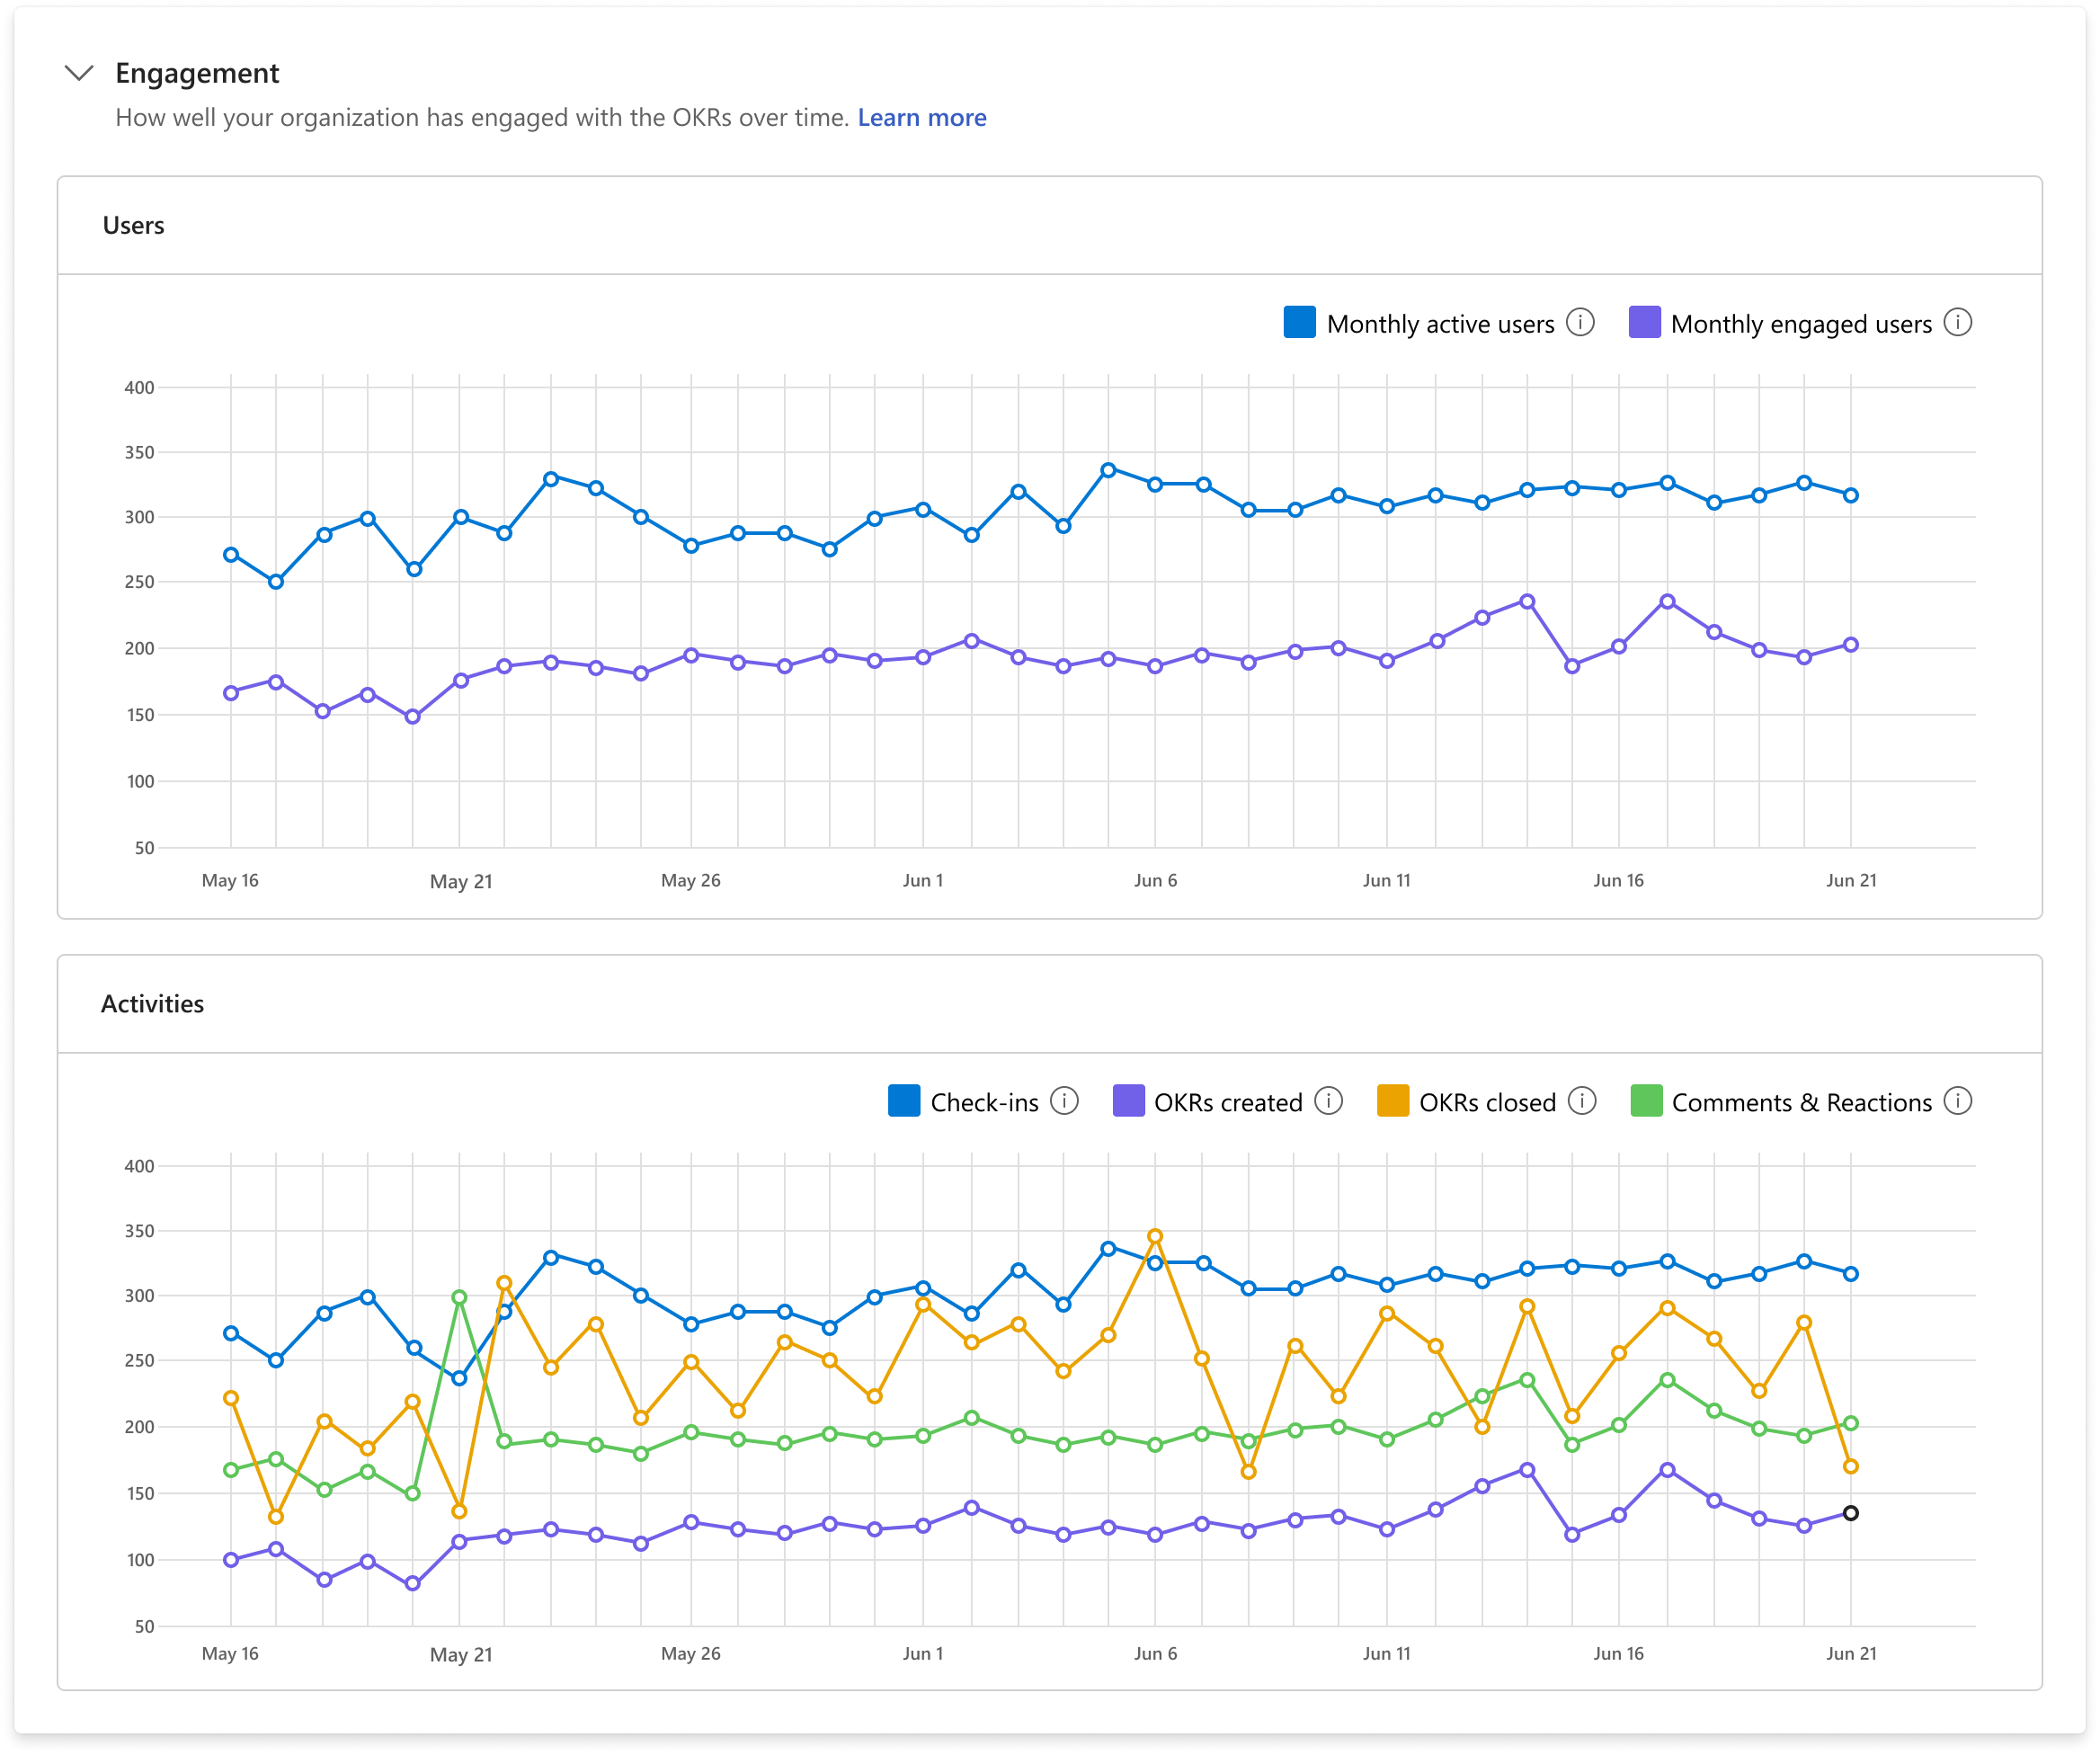 Engagement
How well your organization has engaged with the OKRs over time. Learn more
Users
Monthly active users Monthly engaged users
400
350
300
250
200
150
100
50
May 16 May 21 May 26 Jun 1 Jun 6 Jun 11 Jun 16 Jun 21
Activities
Check-ins OKRs created OKRs closed Comments & Reactions
400
350
300
250
200
150
100
50
May 16 May 21 May 26 Jun 1 Jun 6 Jun 11 Jun 16 Jun 21